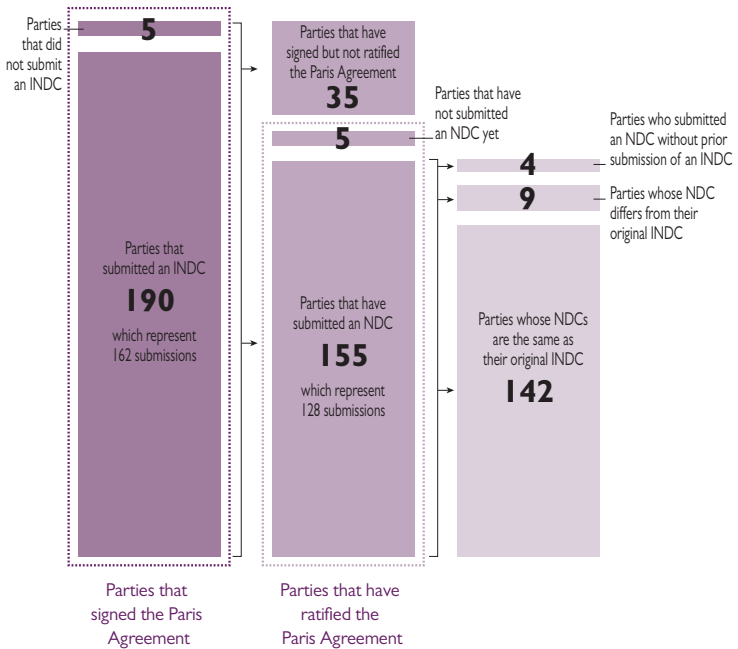 Parties
that did
not submit
an INDC
5
Parties that
submitted an INDC
190
which represent
162 submissions
Parties that
signed the Paris
Agreement
Parties that have
signed but not ratified
the Paris Agreement
35
5
Parties that have
not submitted
an NDC yet
Parties that have
submitted an NDC
155
which represent
128 submissions
Parties that have
ratified the
Paris Agreement
4
Parties who submitted
an NDC without prior
submission of an INDC
9
Parties whose NDC
differs from their
original INDC
Parties whose NDCs
are the same as
their original INDC
142